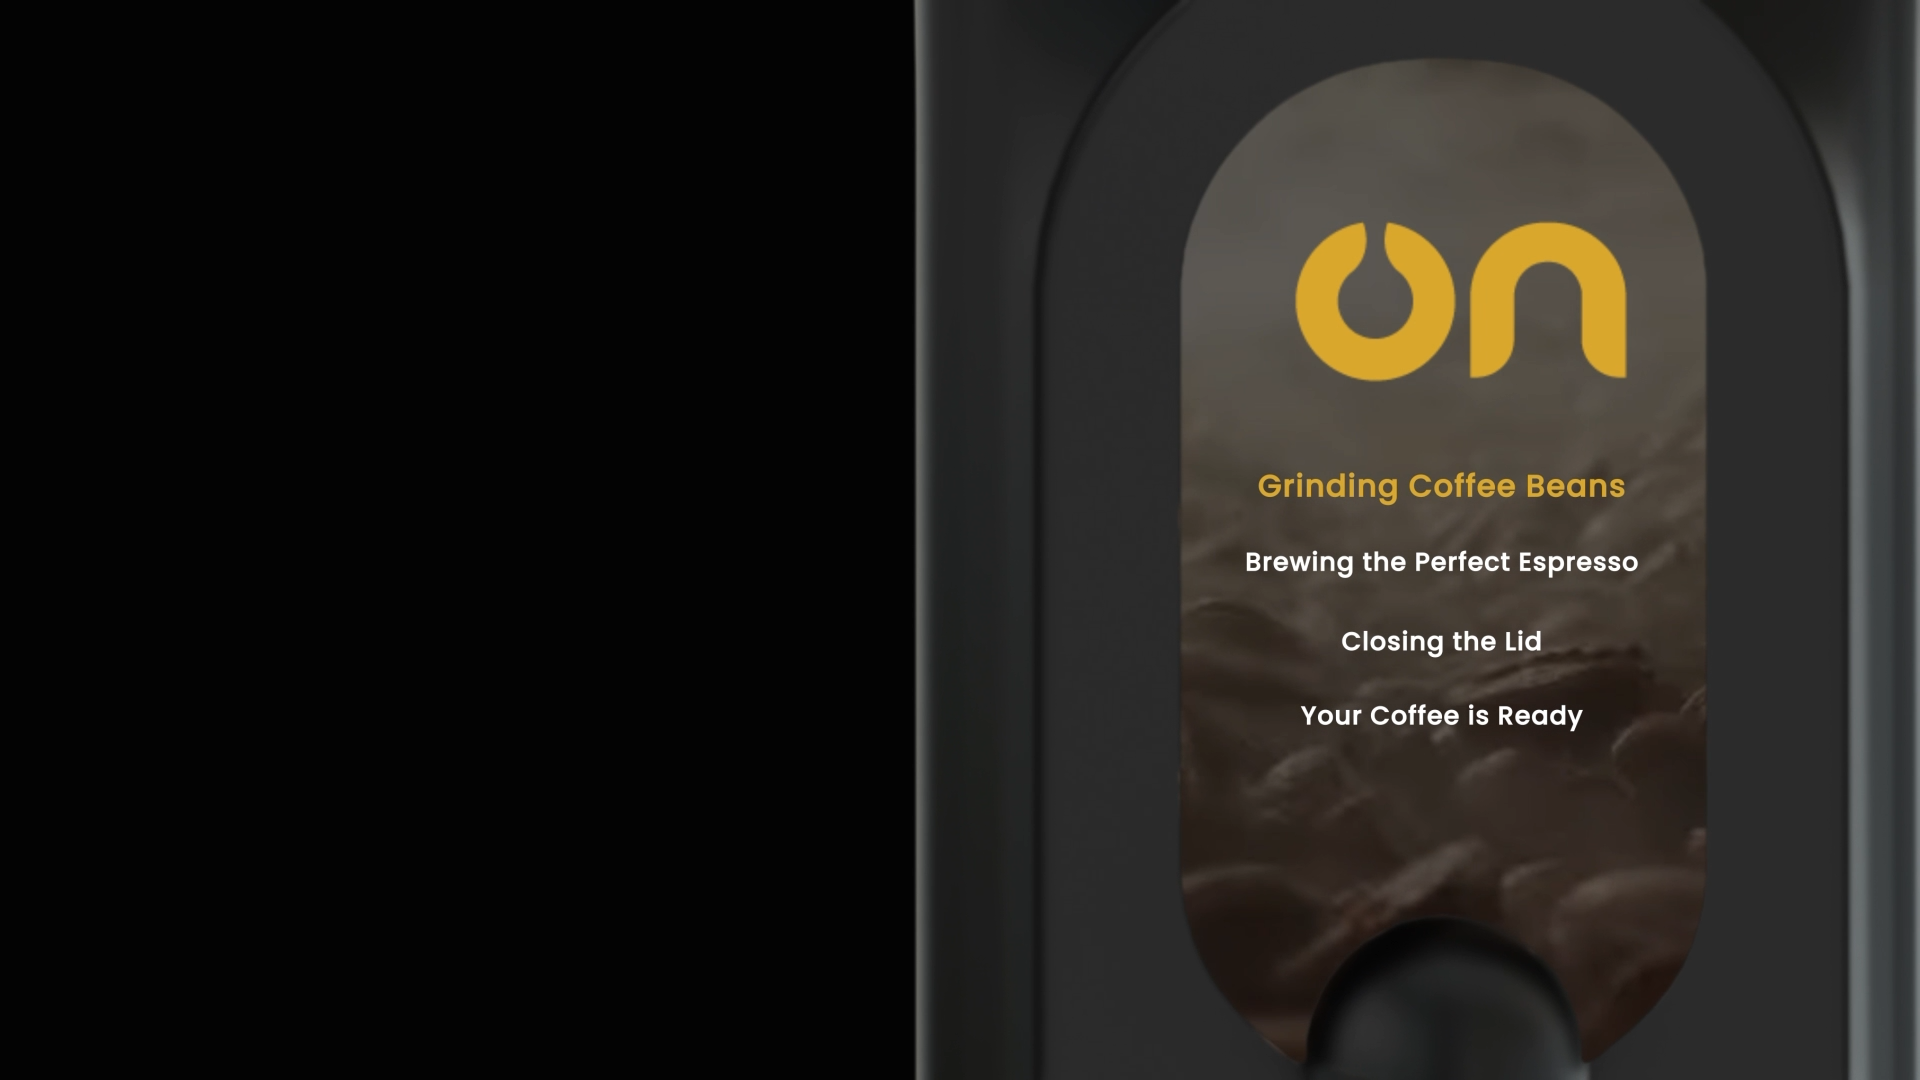 on
Grinding Coffee Beans
Brewing the Perfect Espresso
Closing the Lid
Your Coffee is Ready